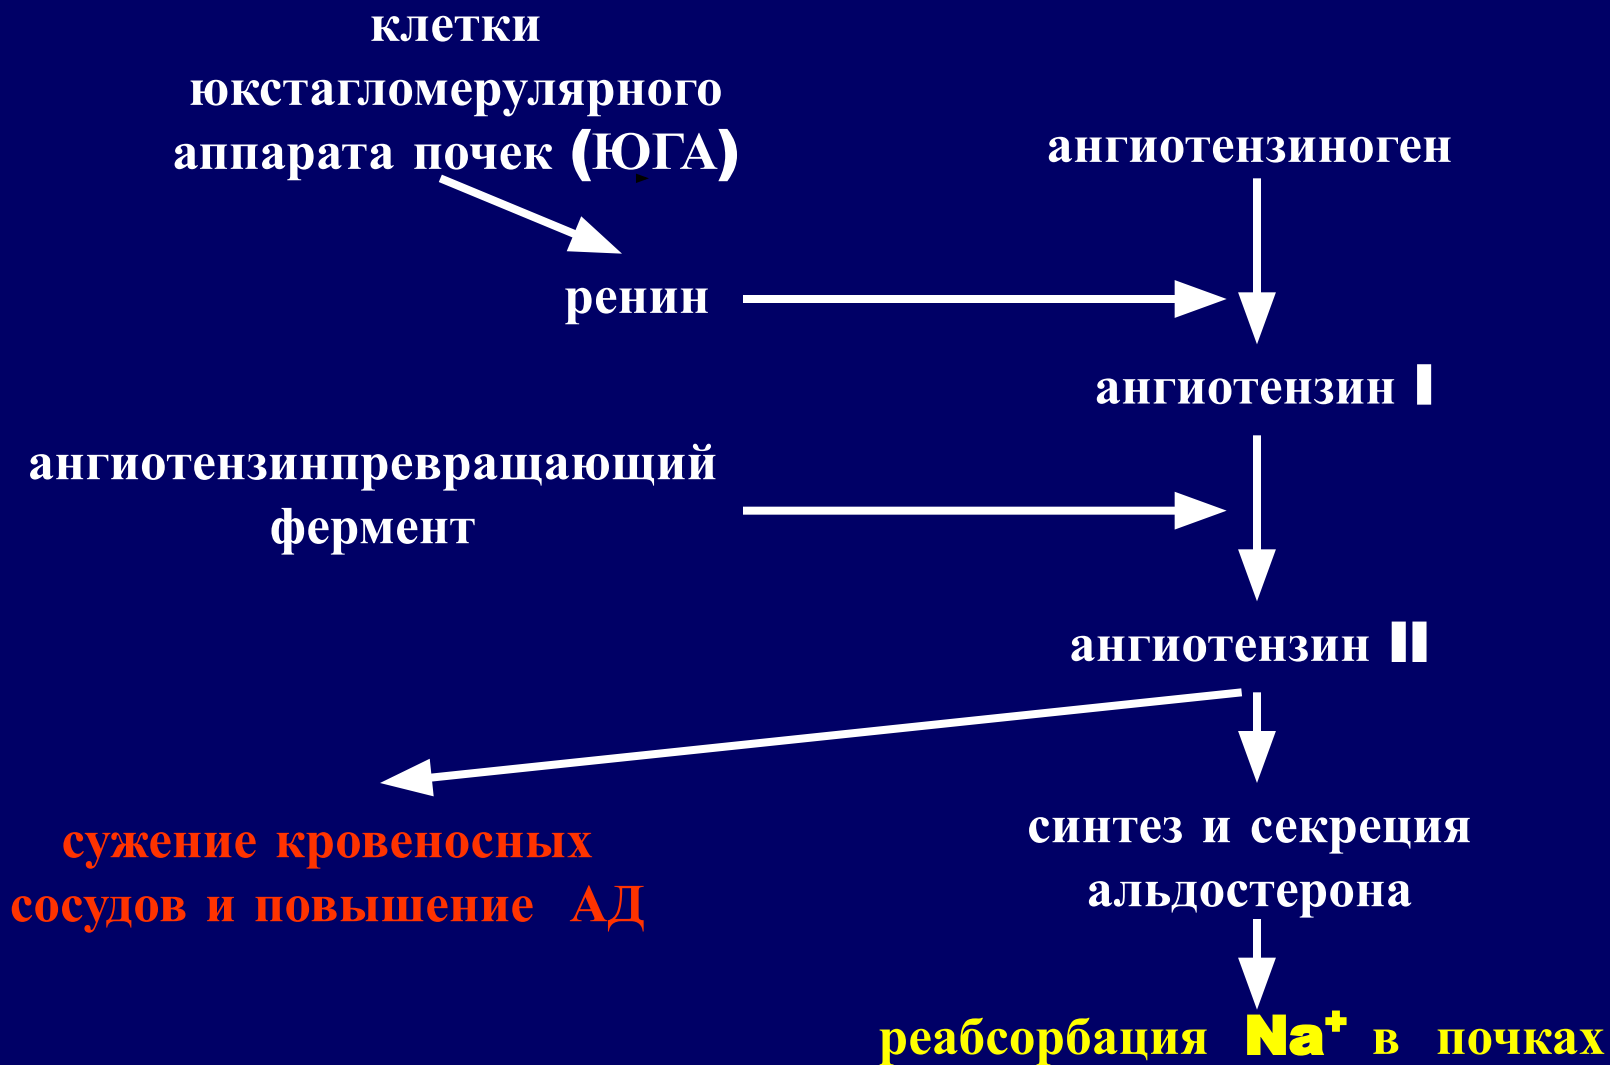 клетки
юкстагломерулярного
аппарата почек (ЮГА)
ангиотензиноген
ренин
ангиотензин I
ангиотензинпревращающий
фермент
ангиотензин II
сужение кровеносных
сосудов и повышение АД
синтез и секреция
альдостерона
реабсорбация Na⁺ в почках